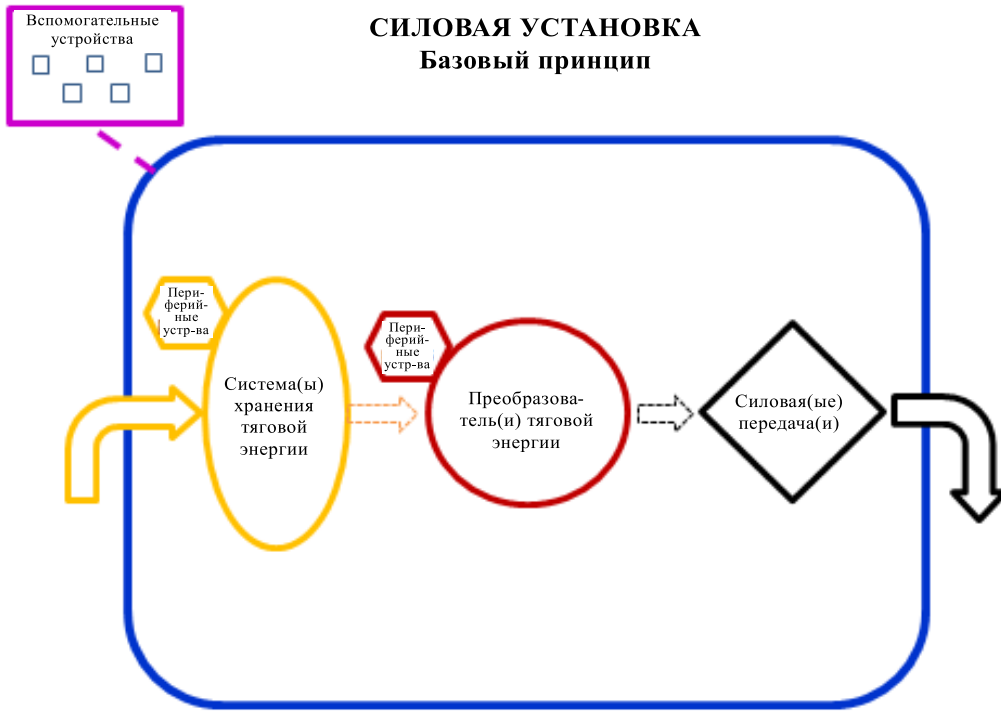 Вспомогательные
устройства
СИЛОВАЯ УСТАНОВКА
Базовый принцип
Пери-
ферий-
ные
устр-ва
Система(ы)
хранения
тяговой
энергии
Пери-
ферий-
ные
устр-ва
Преобразова-
тель(и) тяговой
энергии
Силовая(ые)
передача(и)